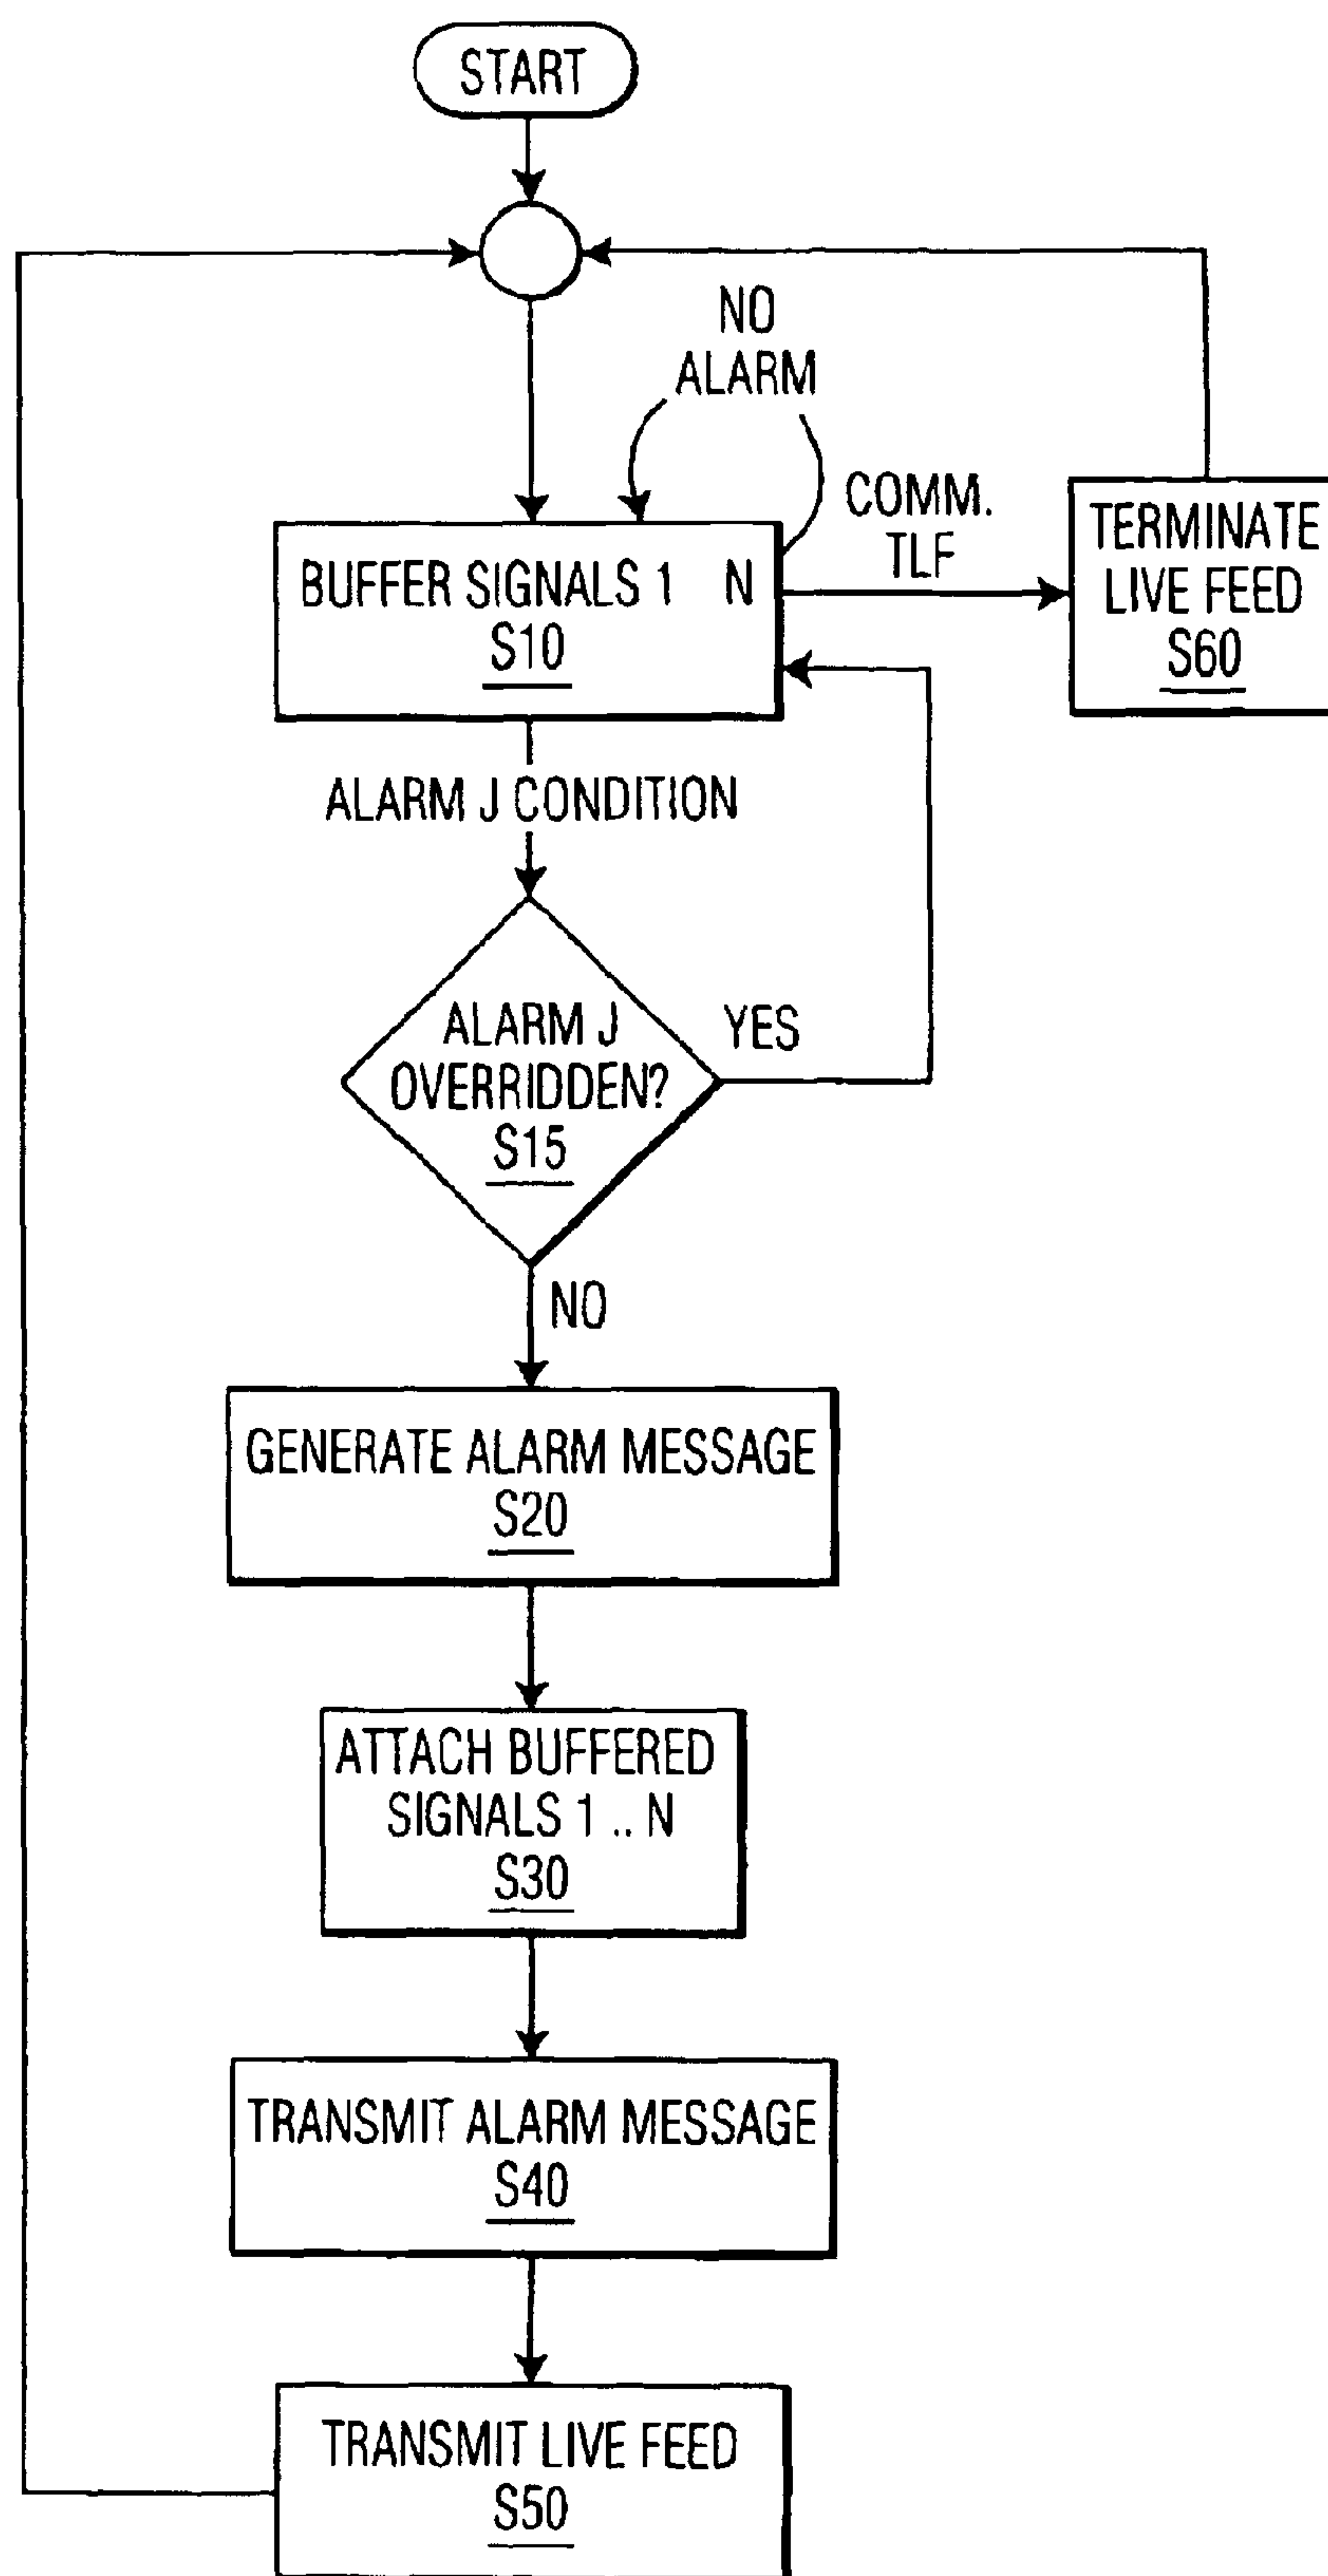 START
NO
ALARM
COMM.
TLF
BUFFER SIGNALS 1 N
S10
TERMINATE
LIVE FEED
S60
ALARM J CONDITION
ALARM J
OVERRIDDEN?
S15
YES
NO
GENERATE ALARM MESSAGE
S20
ATTACH BUFFERED
SIGNALS 1 .. N
S30
TRANSMIT ALARM MESSAGE
S40
TRANSMIT LIVE FEED
S50